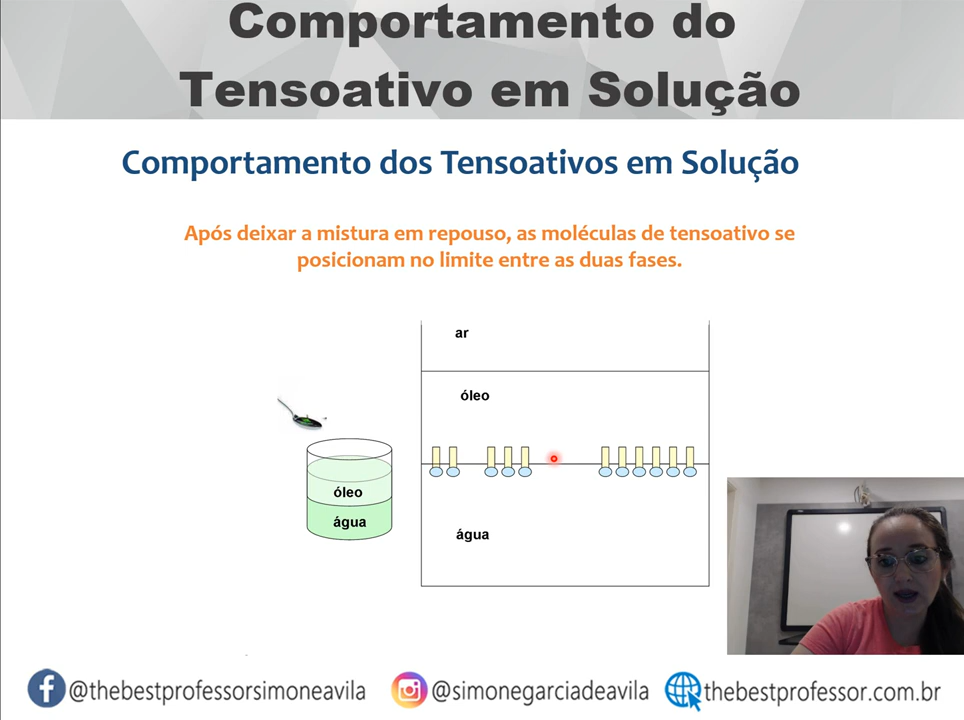 Comportamento do
Tensoativo em Solução
Comportamento dos Tensoativos em Solução
Após deixar a mistura em repouso, as moléculas de tensoativo se
posicionam no limite entre as duas fases.
ar
óleo
óleo
água
água
@thebestprofessorsimoneavila
@simonegarciadeavila
thebestprofessor.com.br